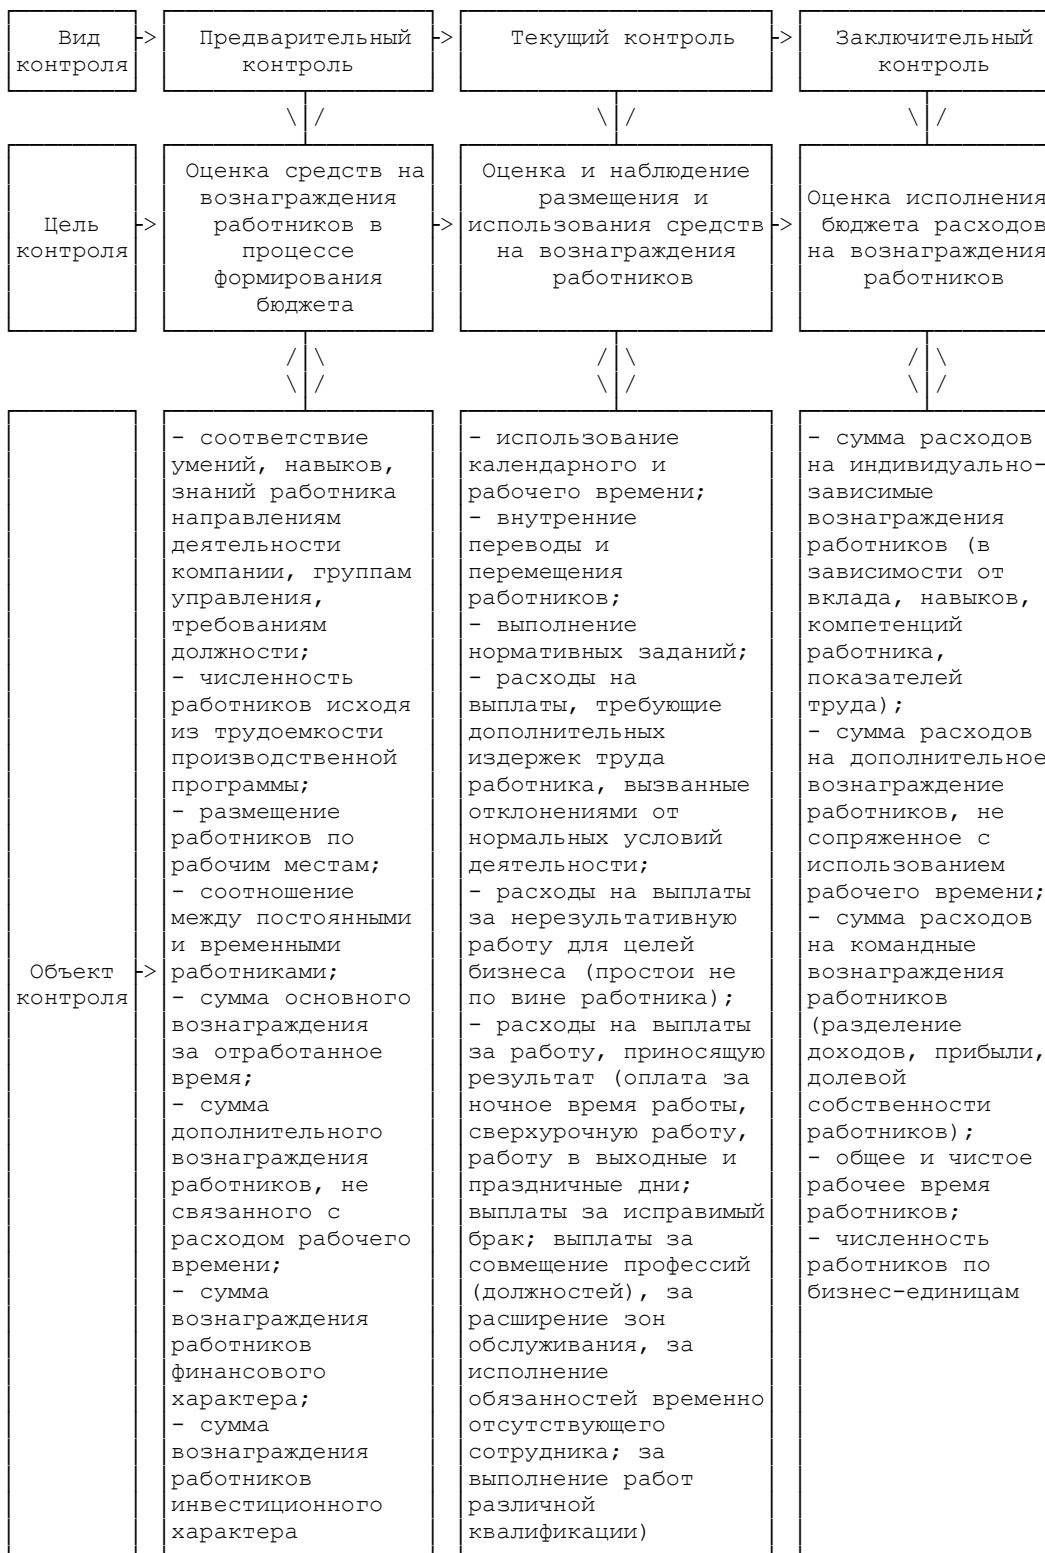 Вид
контроля
Предварительный
контроль
Текущий контроль
Заключительный
контроль
Цель
контроля
Оценка средств на
вознаграждения
работников в
процессе
формирования
бюджета
Оценка и наблюдение
размещения и
использования средств
на вознаграждения
работников
Оценка исполнения
бюджета расходов
на вознаграждения
работников
Объект
контроля
- соответствие
умений, навыков,
знаний работника
направлениям
деятельности
компании, группам
управления,
требованиям
должности;
- численность
работников исходя
из трудоемкости
производственной
программы;
- размещение
работников по
рабочим местам;
- соотношение
между постоянными
и временными
работниками;
- сумма основного
вознаграждения
за отработанное
время;
- сумма
дополнительного
вознаграждения
работников, не
связанного с
расходом рабочего
времени;
- сумма
вознаграждения
работников
финансового
характера;
- сумма
вознаграждения
работников
инвестиционного
характера
- использование
календарного и
рабочего времени;
- внутренние
переводы и
перемещения
работников;
- выполнение
нормативных заданий;
- расходы на
выплаты, требующие
дополнительных
издержек труда
работника, вызванные
отклонениями от
нормальных условий
деятельности;
- расходы на выплаты
за нерезультативную
работу для целей
бизнеса (простои не
по вине работника);
- расходы на выплаты
за работу, приносящую
результат (оплата за
ночное время работы,
сверхурочную работу,
работу в выходные и
праздничные дни;
выплаты за исправимый
брак; выплаты за
совмещение профессий
(должностей), за
расширение зон
обслуживания, за
исполнение
обязанностей временно
отсутствующего
сотрудника; за
выполнение работ
различной
квалификации)
- сумма расходов
на индивидуально-
зависимые
вознаграждения
работников (в
зависимости от
вклада, навыков,
компетенций
работника,
показателей
труда);
- сумма расходов
на дополнительное
вознаграждение
работников, не
сопряженное с
использованием
рабочего времени;
- сумма расходов
на командные
вознаграждения
работников
(разделение
доходов, прибыли,
долевой
собственности
работников);
- общее и чистое
рабочее время
работников;
- численность
работников по
бизнес-единицам